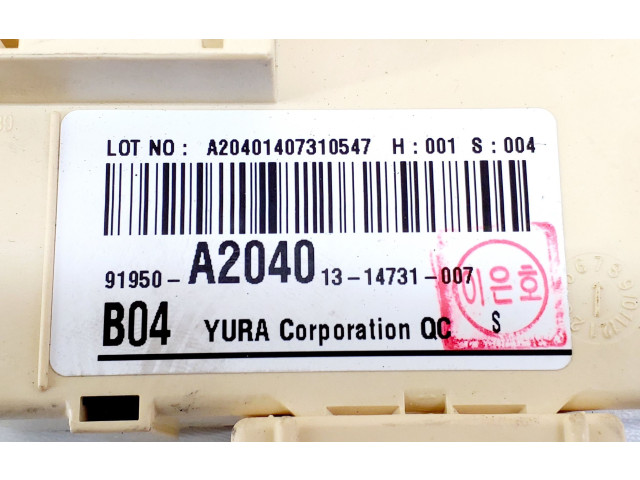 LOT NO : A20401407310547 H : 001 S : 004
91950-A2040 13-14731-007
B04 YURA Corporation QC S
이은호